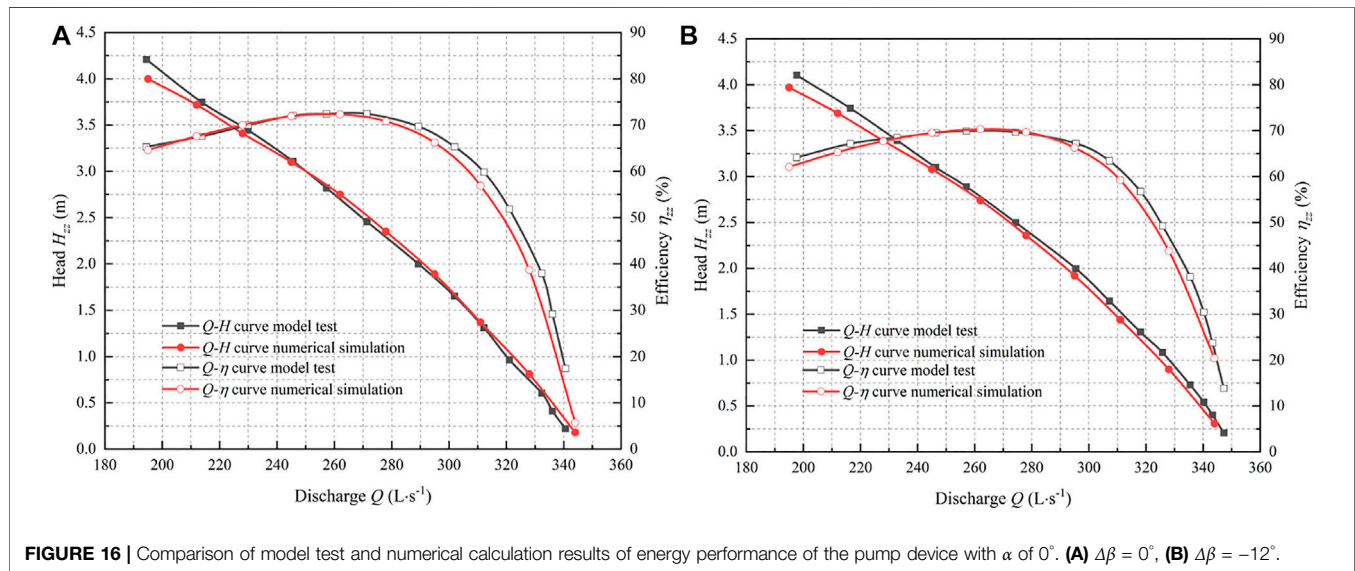 A
4.5
4.0
3.5
3.0
2.5
2.0
1.5
1.0
0.5
0.0
Head Hzz (m)
90
80
70
60
50
40
30
20
10
0
Efficiency ηzz (%)
Q-H curve model test
Q-H curve numerical simulation
Q-η curve model test
Q-η curve numerical simulation
180 200 220 240 260 280 300 320 340 360
Discharge Q (L·s-1)
B
4.5
4.0
3.5
3.0
2.5
2.0
1.5
1.0
0.5
0.0
Head Hzz (m)
90
80
70
60
50
40
30
20
10
0
Efficiency ηzz (%)
Q-H curve model test
Q-H curve numerical simulation
Q-η curve model test
Q-η curve numerical simulation
180 200 220 240 260 280 300 320 340 360
Discharge Q (L·s-1)
FIGURE 16 | Comparison of model test and numerical calculation results of energy performance of the pump device with α of 0°. (A) Δβ = 0°, (B) Δβ = −12°.